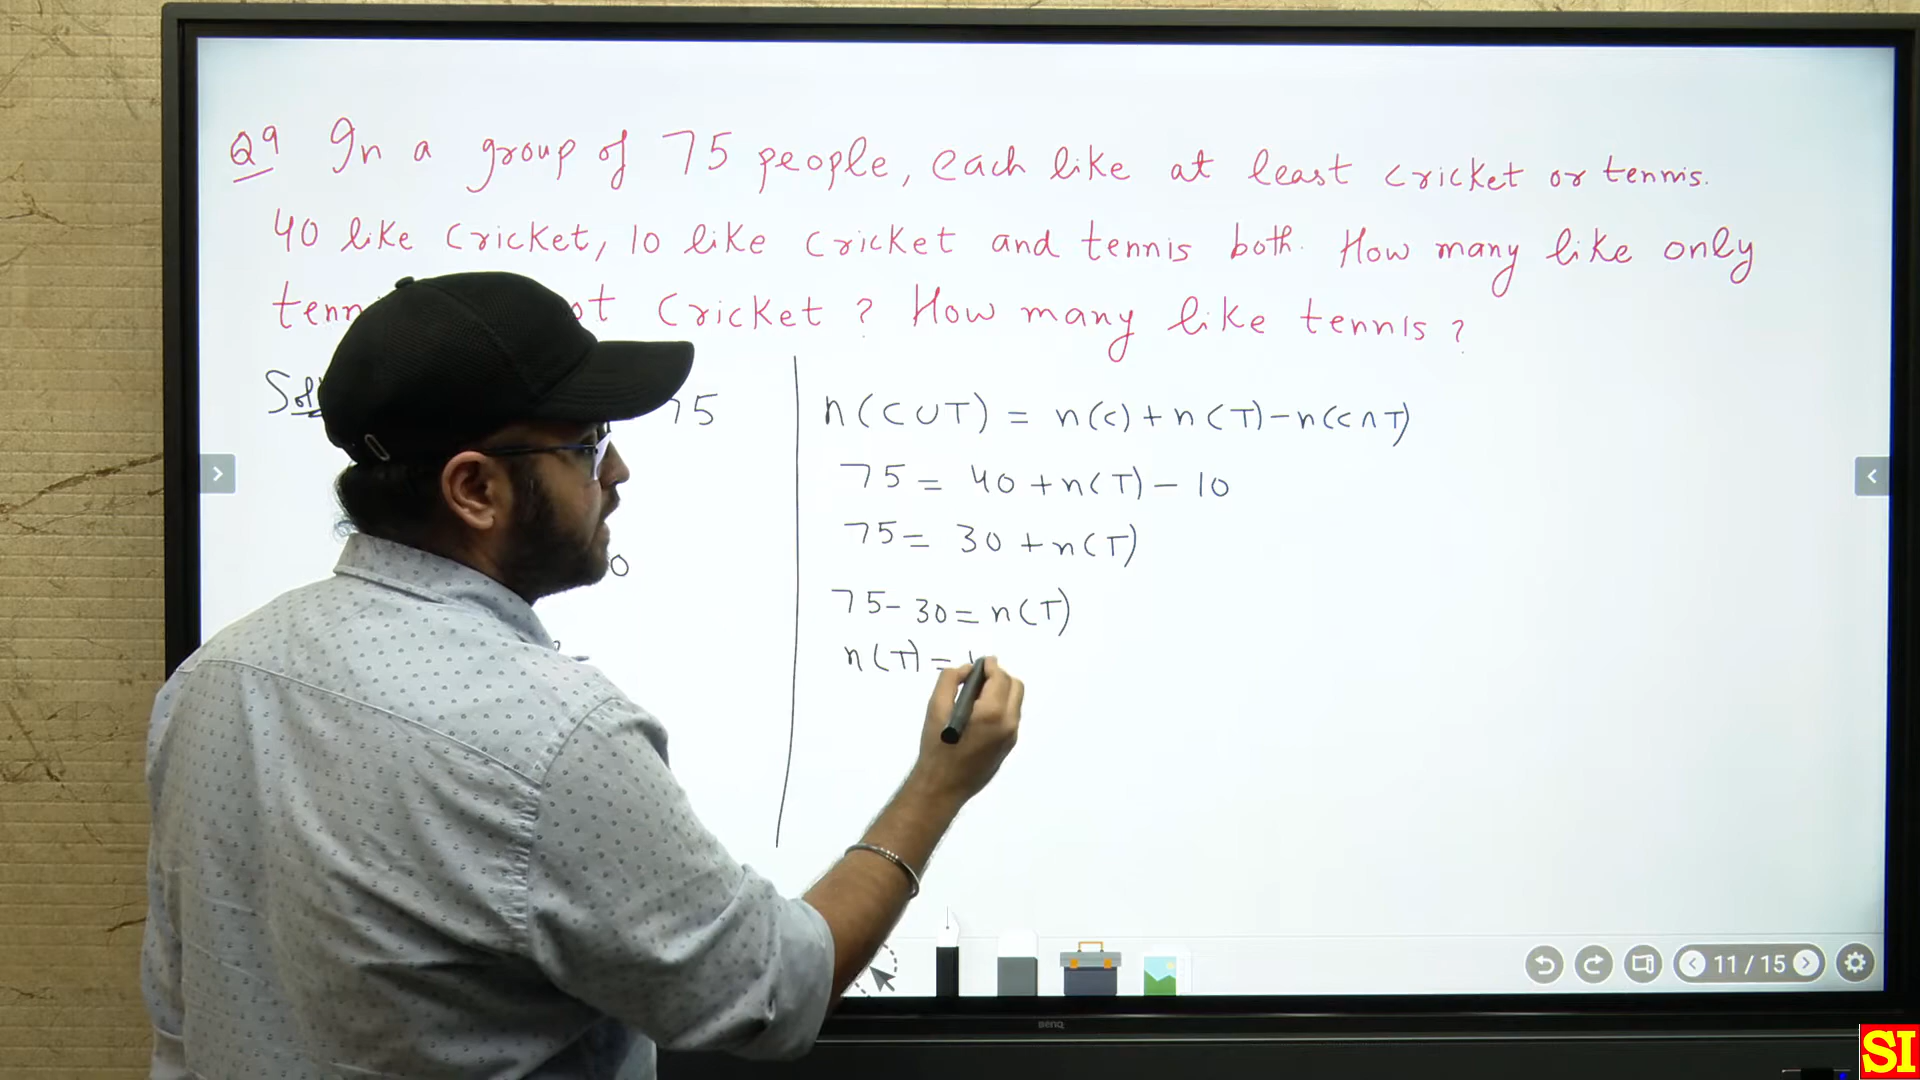 Q9 In a group of 75 people, each like at least cricket or tennis.
40 like cricket, 10 like cricket and tennis both. How many like only
cricket? How many like tennis?
75
n(C∪T) = n(C)+n(T)-n(C∩T)
75 = 40 +n(T) - 10
75 = 30 +n(T)
75-30 = n(T)
n(T) =
11 / 15
BenQ
SI